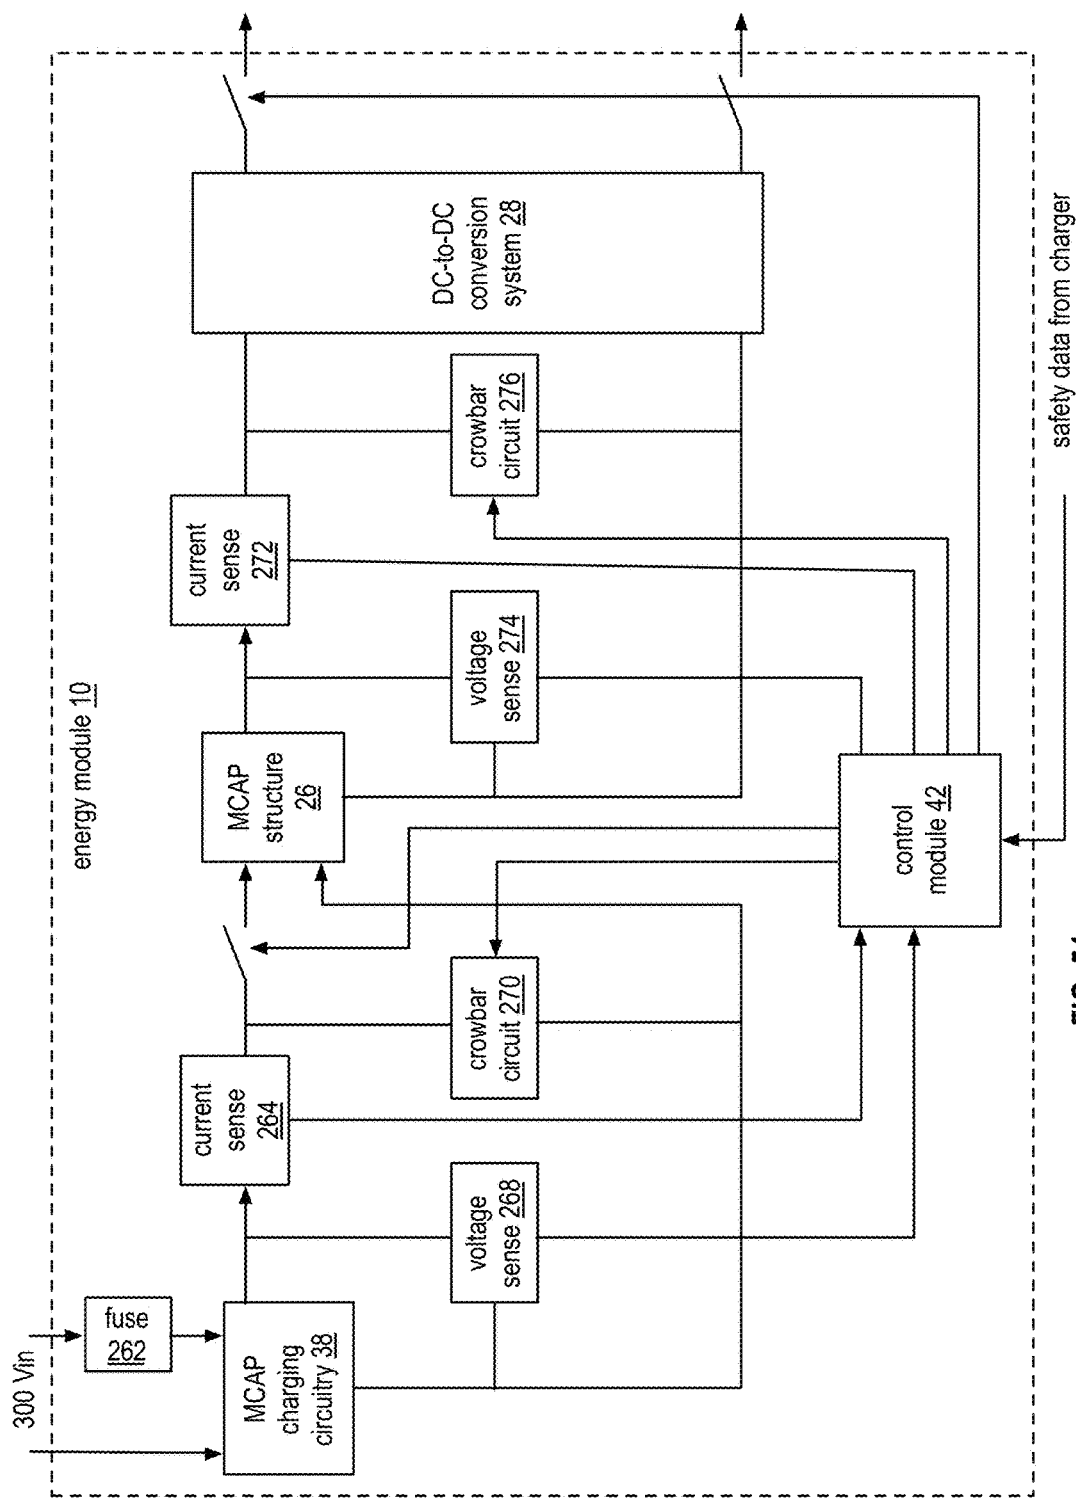 energy module 10
300 Vin
fuse
262
MCAP
charging
circuitry 38
voltage
sense 268
current
sense
264
crowbar
circuit 270
MCAP
structure
26
voltage
sense 274
current
sense
272
crowbar
circuit 276
DC-to-DC
conversion
system 28
control
module 42
safety data from charger